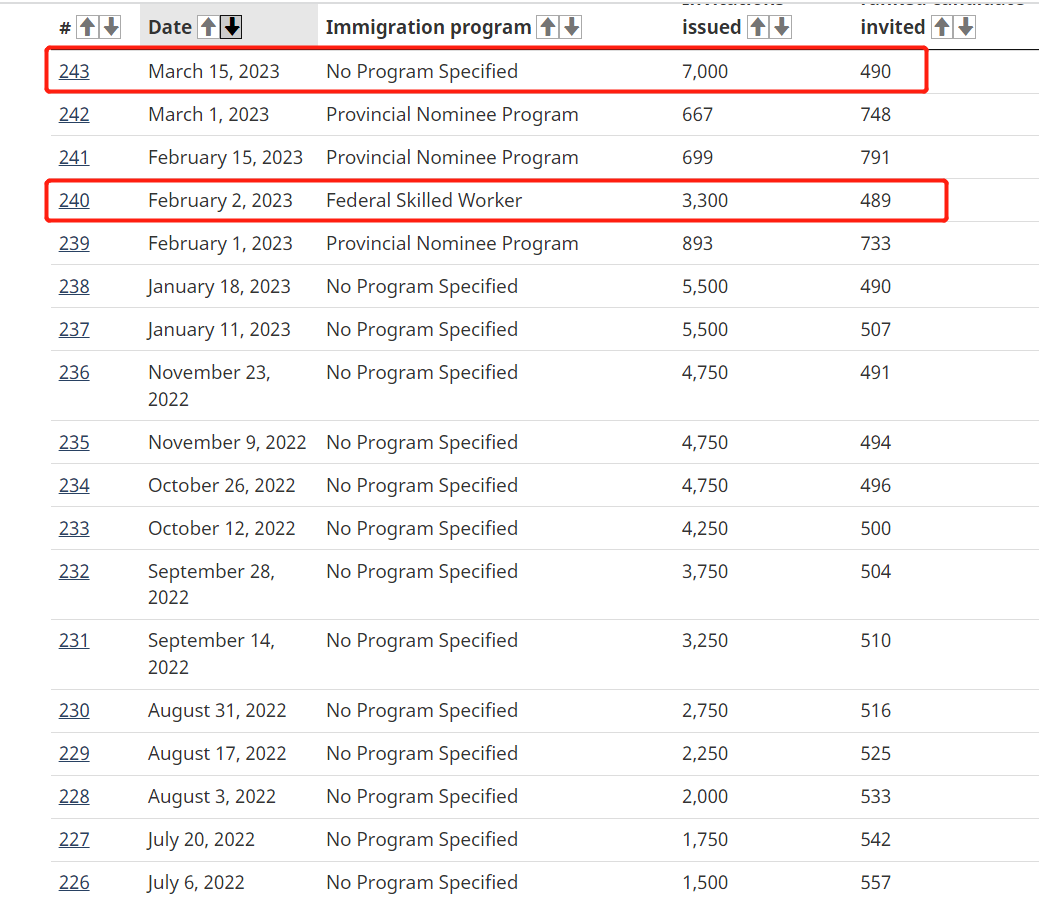 # Date Immigration program issued invited
243 March 15, 2023 No Program Specified 7,000 490
242 March 1, 2023 Provincial Nominee Program 667 748
241 February 15, 2023 Provincial Nominee Program 699 791
240 February 2, 2023 Federal Skilled Worker 3,300 489
239 February 1, 2023 Provincial Nominee Program 893 733
238 January 18, 2023 No Program Specified 5,500 490
237 January 11, 2023 No Program Specified 5,500 507
236 November 23, No Program Specified 4,750 491
2022
235 November 9, 2022 No Program Specified 4,750 494
234 October 26, 2022 No Program Specified 4,750 496
233 October 12, 2022 No Program Specified 4,250 500
232 September 28, No Program Specified 3,750 504
2022
231 September 14, No Program Specified 3,250 510
2022
230 August 31, 2022 No Program Specified 2,750 516
229 August 17, 2022 No Program Specified 2,250 525
228 August 3, 2022 No Program Specified 2,000 533
227 July 20, 2022 No Program Specified 1,750 542
226 July 6, 2022 No Program Specified 1,500 557